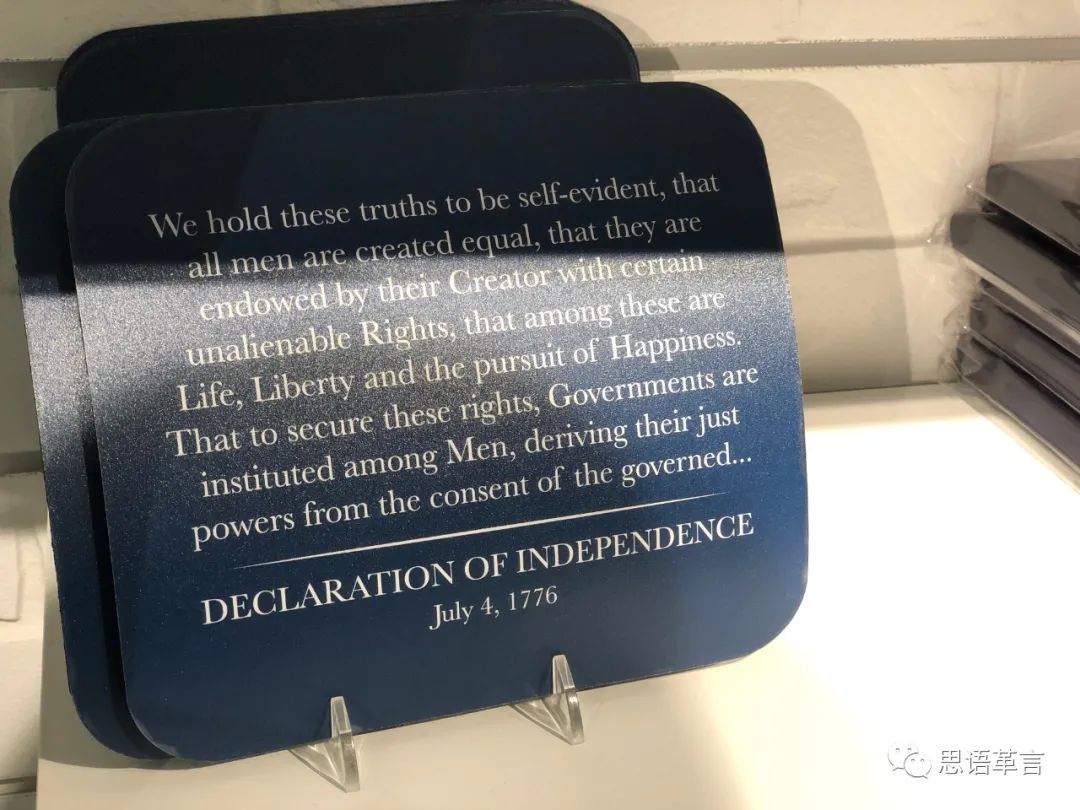 We hold these truths to be self-evident, that
all men are created equal, that they are
endowed by their Creator with certain
unalienable Rights, that among these are
Life, Liberty and the pursuit of Happiness.
That to secure these rights, Governments are
instituted among Men, deriving their just
powers from the consent of the governed...
DECLARATION OF INDEPENDENCE
July 4, 1776
思语革言